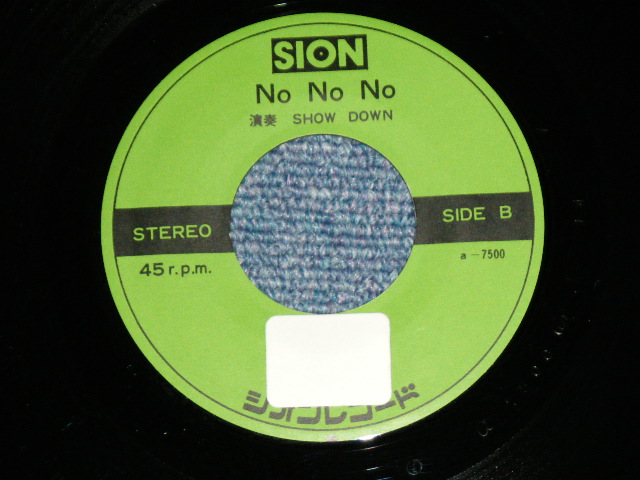 SION
No No No
演奏 SHOW DOWN
STEREO
SIDE B
45 r.p.m.
a-7500
シオンレコード